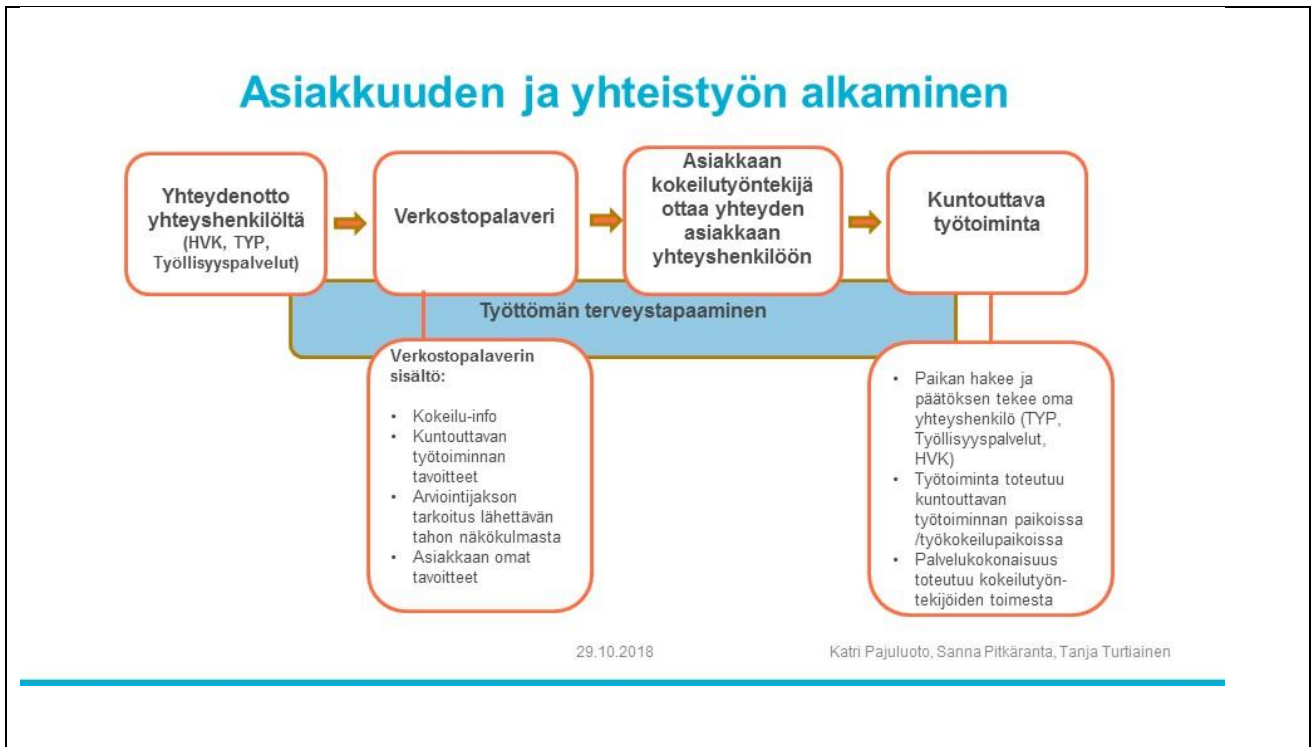 Asiakkuuden ja yhteistyön alkaminen
Yhteydenotto
yhteyshenkilöltä
(HVK, TYP,
Työllisyyspalvelut)
Verkostopalaveri
Asiakkaan
kokeilutyöntekijä
ottaa yhteyden
asiakkaan
yhteyshenkilöön
Kuntouttava
työtoiminta
Työttömän terveystapaaminen
Verkostopalaverin
sisältö:
• Kokeilu-info
• Kuntouttavan
työtoiminnan
tavoitteet
• Arviointijakson
tarkoitus lähettävän
tahon näkökulmasta
• Asiakkaan omat
tavoitteet
• Paikan hakee ja
päätöksen tekee oma
yhteyshenkilö (TYP,
Työllisyyspalvelut,
HVK)
• Työtoiminta toteutuu
kuntouttavan
työtoiminnan paikoissa
/työkokeilupaikoissa
• Palvelukokonaisuus
toteutuu kokeilutyön-
tekijöiden toimesta
29.10.2018
Katri Pajuluoto, Sanna Pitkäranta, Tanja Turtiainen